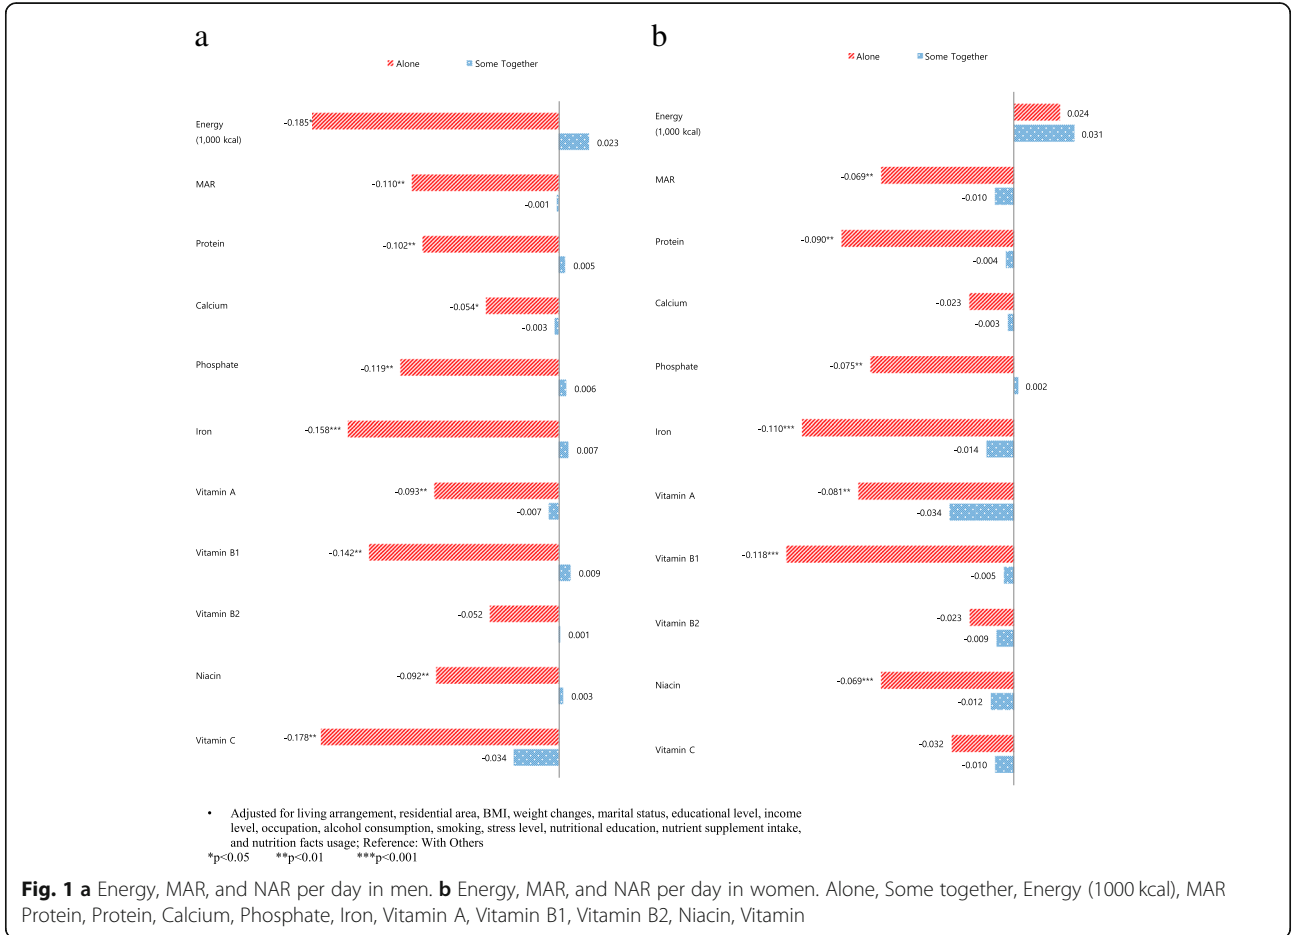 a
Alone
Some Together
Energy
(1,000 kcal)
-0.185*
0.023
MAR
-0.110**
-0.001
Protein
-0.102**
0.005
Calcium
-0.054*
-0.003
Phosphate
-0.119**
0.006
Iron
-0.158***
0.007
Vitamin A
-0.093**
-0.007
Vitamin B1
-0.142**
0.009
Vitamin B2
-0.052
0.001
Niacin
-0.092**
0.003
Vitamin C
-0.178**
-0.034
b
Alone
Some Together
Energy
(1,000 kcal)
0.024
0.031
MAR
-0.069**
-0.010
Protein
-0.090**
-0.004
Calcium
-0.023
-0.003
Phosphate
-0.075**
0.002
Iron
-0.110***
-0.014
Vitamin A
-0.081**
-0.034
Vitamin B1
-0.118***
-0.005
Vitamin B2
-0.023
-0.009
Niacin
-0.069***
-0.012
Vitamin C
-0.032
-0.010
• Adjusted for living arrangement, residential area, BMI, weight changes, marital status, educational level, income
level, occupation, alcohol consumption, smoking, stress level, nutritional education, nutrient supplement intake,
and nutrition facts usage; Reference: With Others
*p<0.05 **p<0.01 ***p<0.001
Fig. 1 a Energy, MAR, and NAR per day in men. b Energy, MAR, and NAR per day in women. Alone, Some together, Energy (1000 kcal), MAR
Protein, Protein, Calcium, Phosphate, Iron, Vitamin A, Vitamin B1, Vitamin B2, Niacin, Vitamin